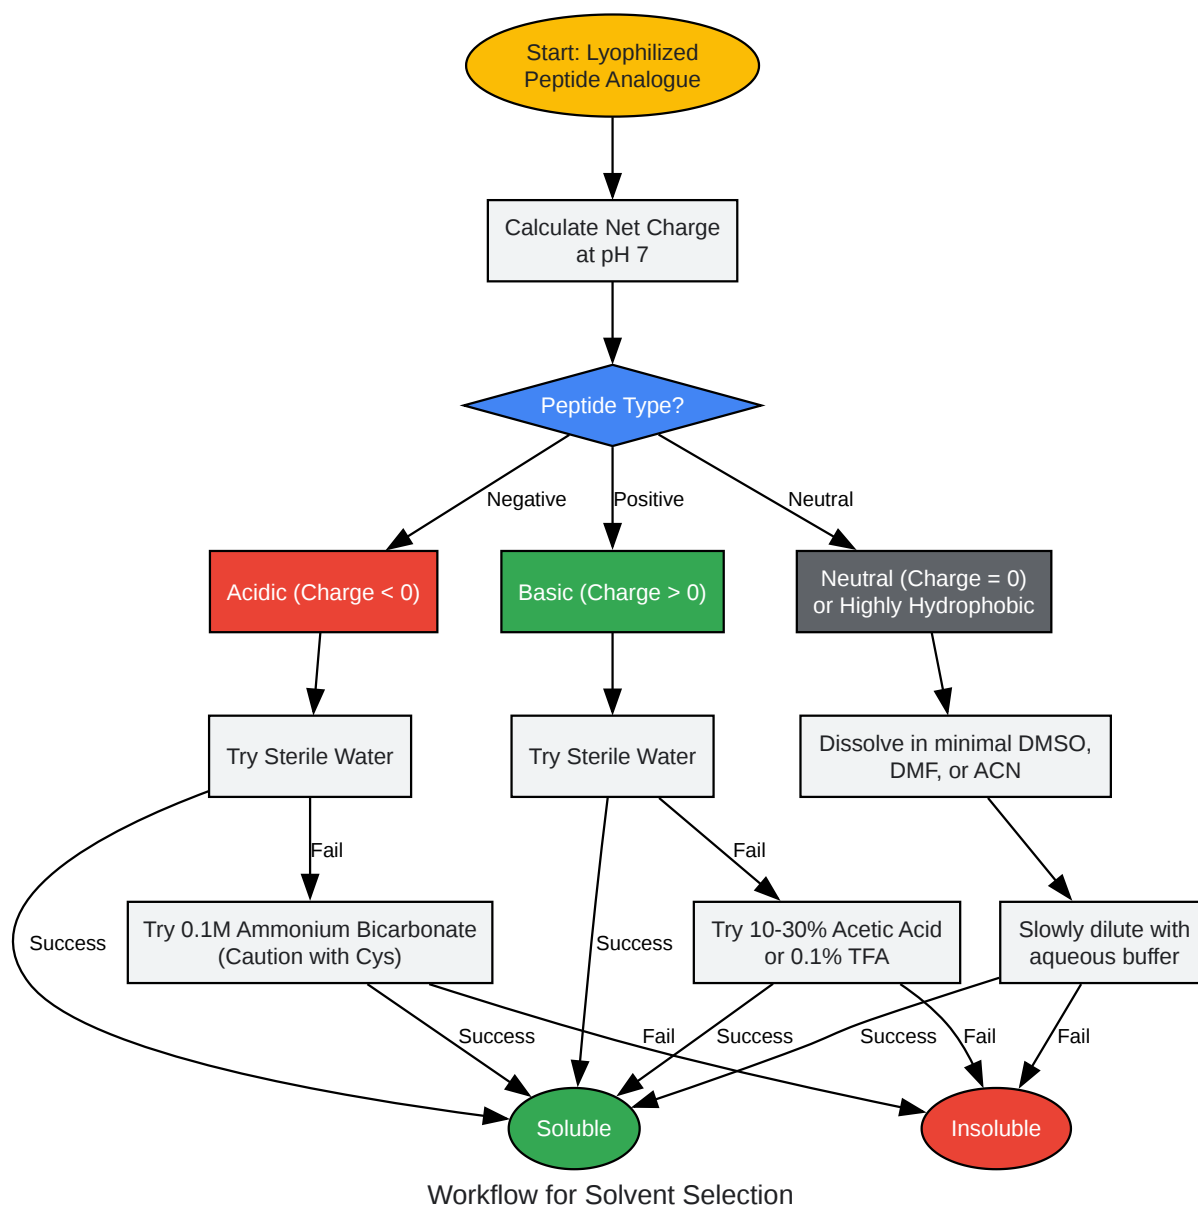 Start: Lyophilized
Peptide Analogue
Calculate Net Charge
at pH 7
Peptide Type?
Negative
Positive
Neutral
Acidic (Charge < 0)
Basic (Charge > 0)
Neutral (Charge = 0)
or Highly Hydrophobic
Try Sterile Water
Try Sterile Water
Dissolve in minimal DMSO,
DMF, or ACN
Fail
Fail
Success
Try 0.1M Ammonium Bicarbonate
(Caution with Cys)
Success
Try 10-30% Acetic Acid
or 0.1% TFA
Slowly dilute with
aqueous buffer
Success
Fail
Success
Success
Fail
Fail
Soluble
Insoluble
Workflow for Solvent Selection